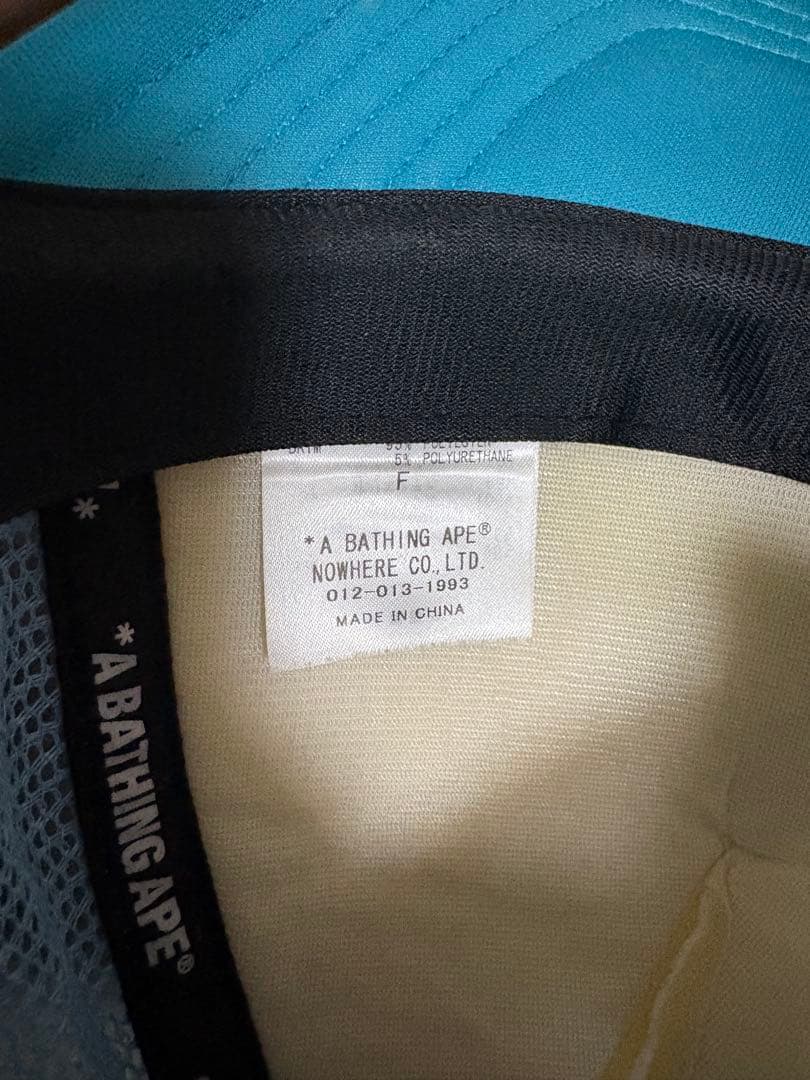 5% POLYURETHANE
F
*A BATHING APE®
NOWHERE CO.,LTD.
012-013-1993
MADE IN CHINA
*
*A BATHING APE®